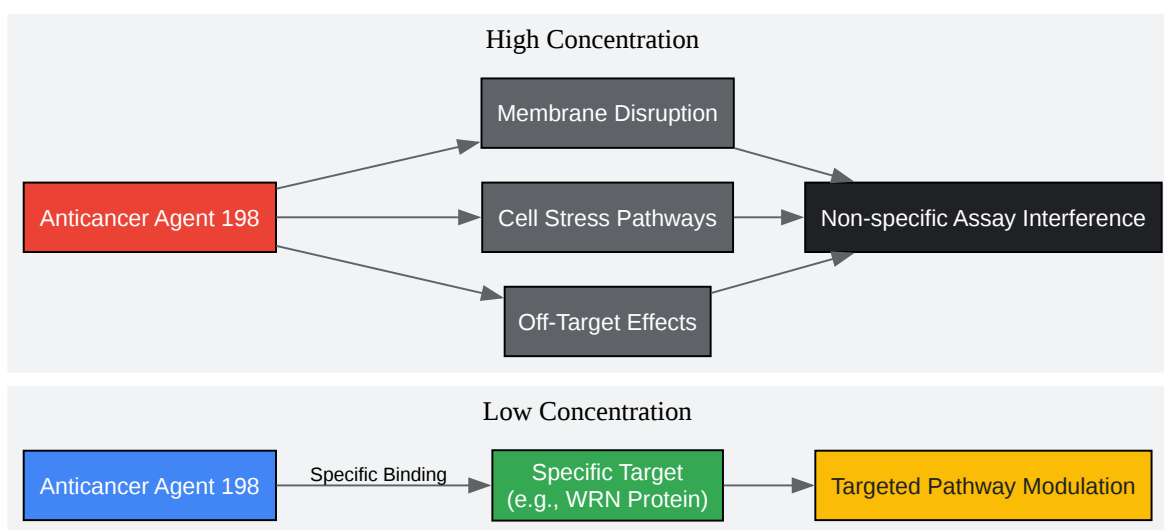 High Concentration
Membrane Disruption
Anticancer Agent 198
Cell Stress Pathways
Non-specific Assay Interference
Off-Target Effects
Low Concentration
Anticancer Agent 198
Specific Binding
Specific Target
(e.g., WRN Protein)
Targeted Pathway Modulation